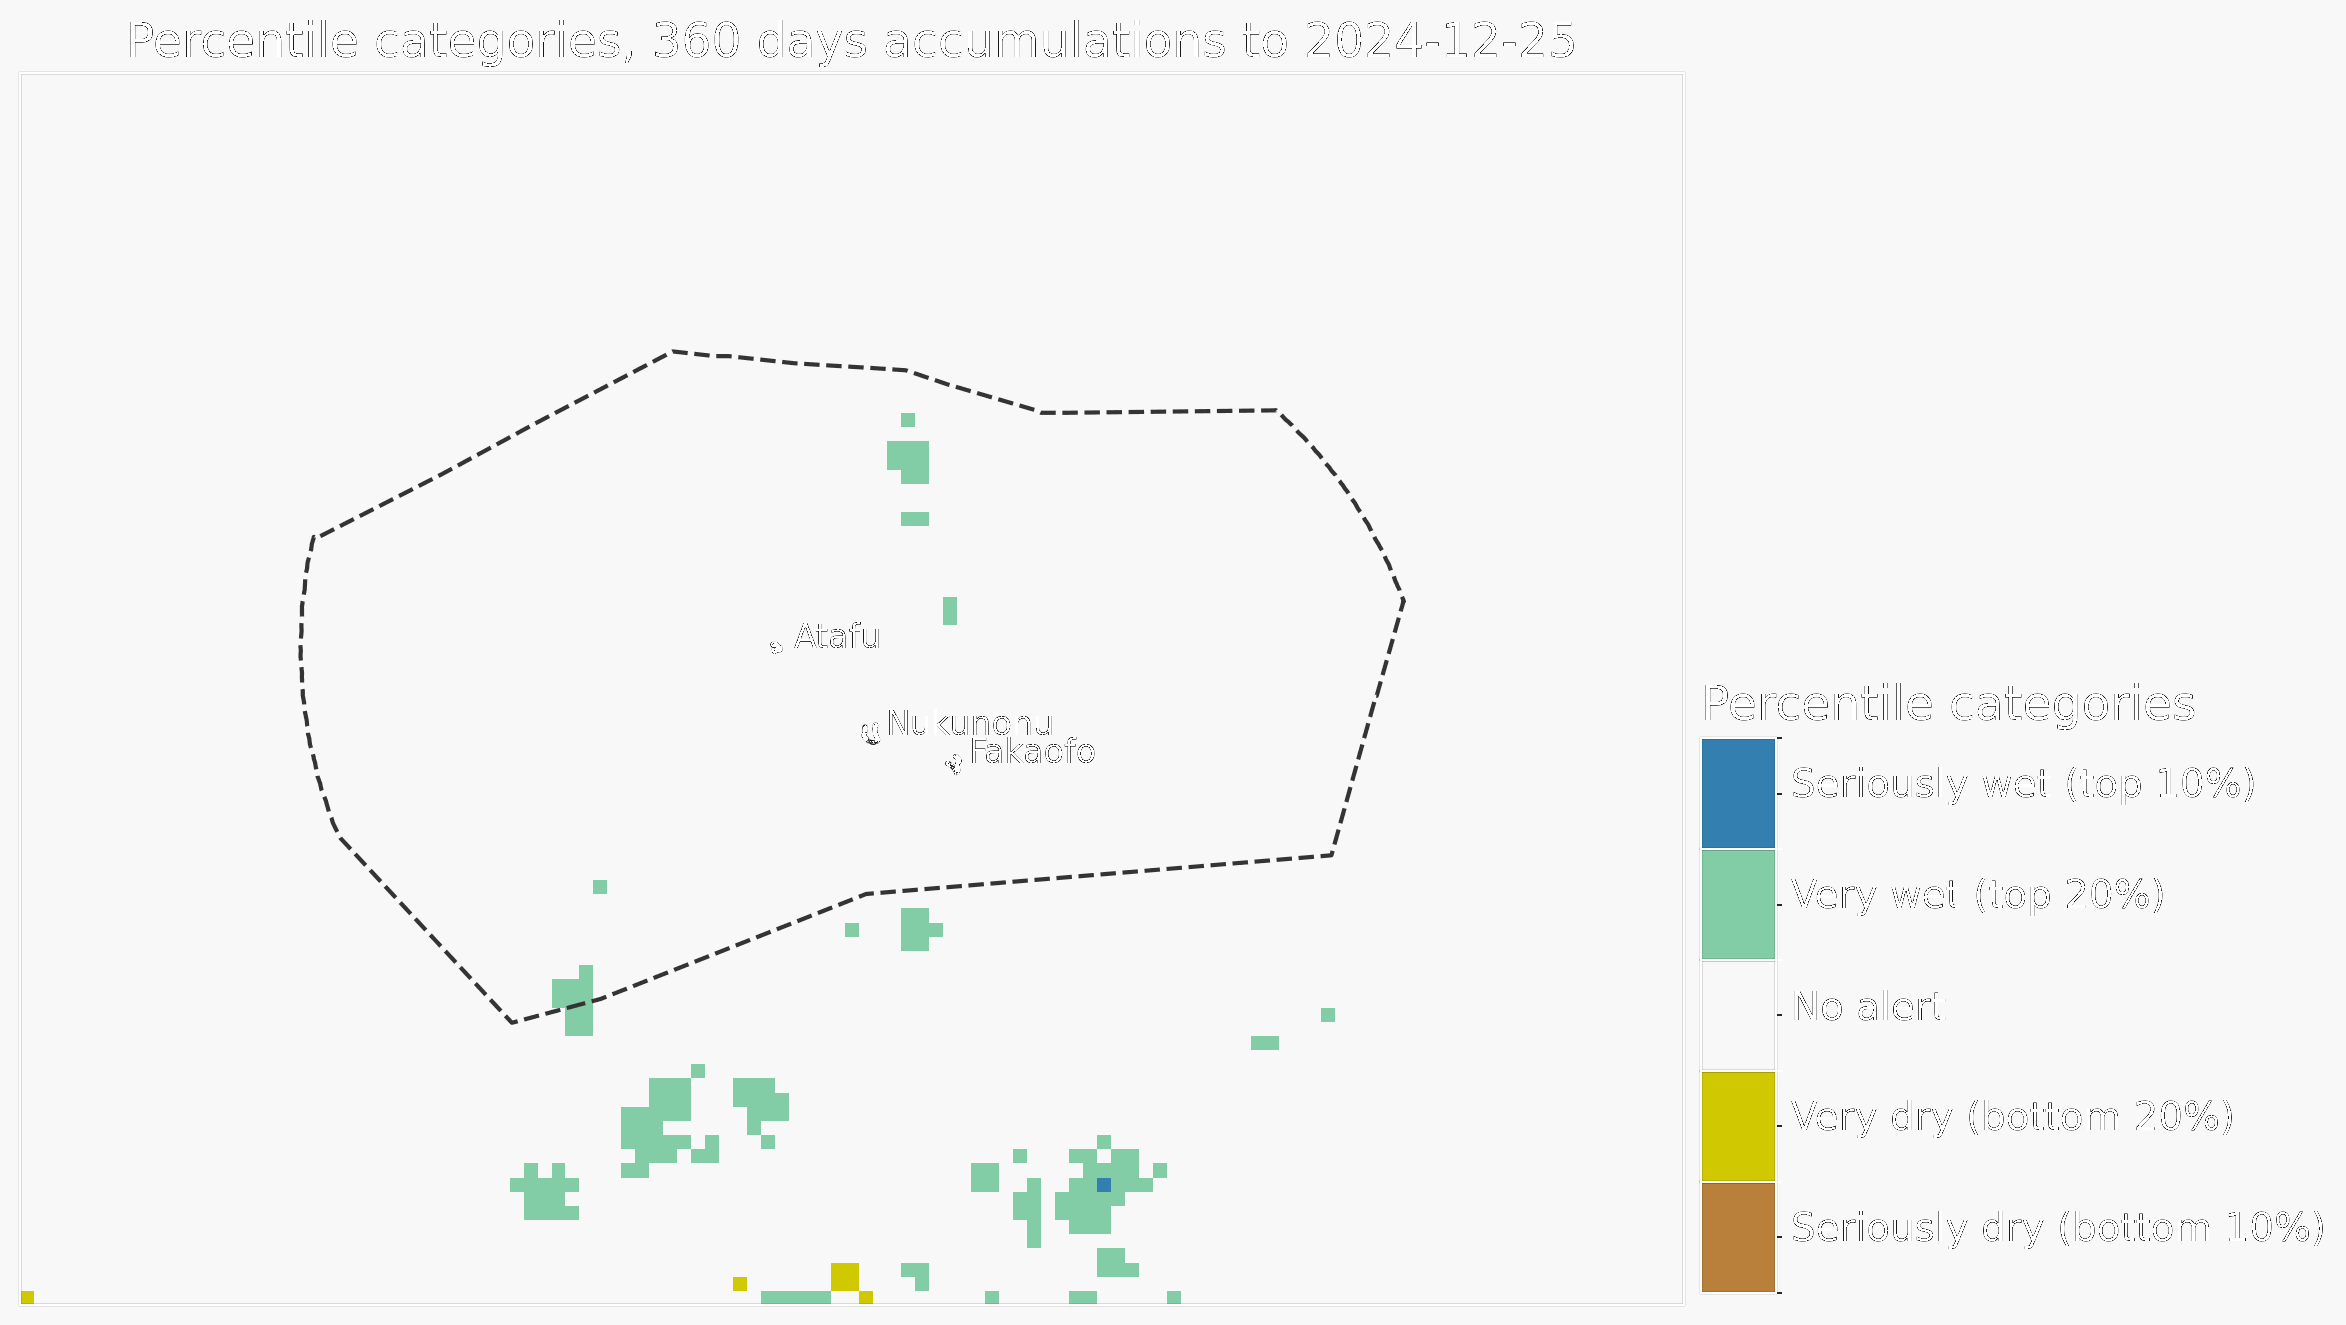 Percentile categories, 360 days accumulations to 2024-12-25
Atafu
Nukunonu
Fakaofo
Percentile categories
Seriously wet (top 10%)
Very wet (top 20%)
No alert
Very dry (bottom 20%)
Seriously dry (bottom 10%)